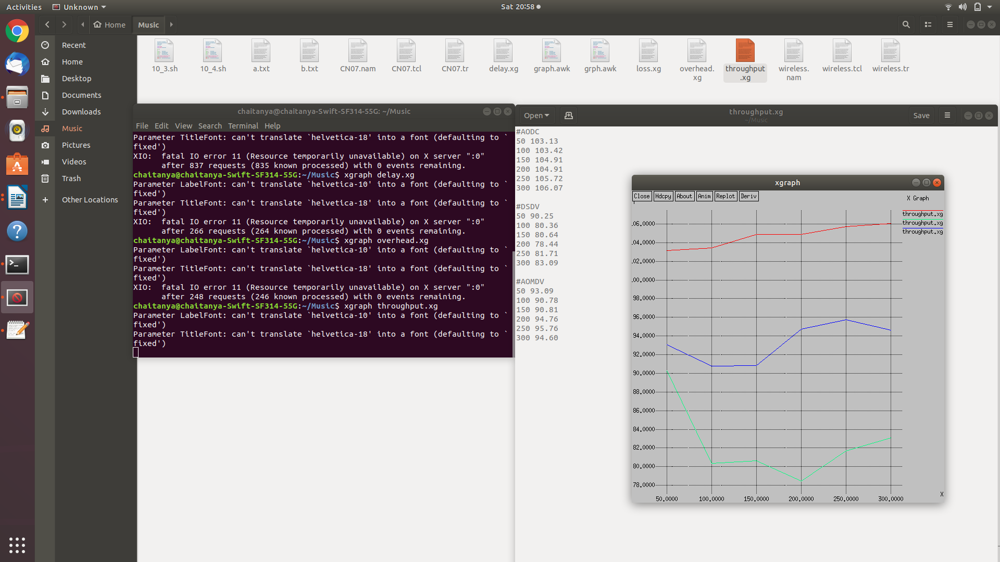 Activities
Unknown
Sat 20:58
Home
Music
Recent
Home
Desktop
Documents
Downloads
Music
Pictures
Videos
Trash
Other Locations
10_3.sh
10_4.sh
a.txt
b.txt
CN07.nam
CN07.tcl
CN07.tr
delay.xg
graph.awk
grph.awk
loss.xg
overhead.
xg
throughput
.xg
wireless.
nam
wireless.tcl
wireless.tr
chaitanya@chaitanya-Swift-SF314-55G: ~/Music
File Edit View Search Terminal Help
Parameter TitleFont: can't translate `helvetica-18' into a font (defaulting to `
fixed')
XIO:  fatal IO error 11 (Resource temporarily unavailable) on X server ":0"
      after 837 requests (835 known processed) with 0 events remaining.
chaitanya@chaitanya-Swift-SF314-55G:~/Music$ xgraph delay.xg
Parameter LabelFont: can't translate `helvetica-10' into a font (defaulting to `
fixed')
Parameter TitleFont: can't translate `helvetica-18' into a font (defaulting to `
fixed')
XIO:  fatal IO error 11 (Resource temporarily unavailable) on X server ":0"
      after 266 requests (264 known processed) with 0 events remaining.
chaitanya@chaitanya-Swift-SF314-55G:~/Music$ xgraph overhead.xg
Parameter LabelFont: can't translate `helvetica-10' into a font (defaulting to `
fixed')
Parameter TitleFont: can't translate `helvetica-18' into a font (defaulting to `
fixed')
XIO:  fatal IO error 11 (Resource temporarily unavailable) on X server ":0"
      after 248 requests (246 known processed) with 0 events remaining.
chaitanya@chaitanya-Swift-SF314-55G:~/Music$ xgraph throughput.xg
Parameter LabelFont: can't translate `helvetica-10' into a font (defaulting to `
fixed')
Parameter TitleFont: can't translate `helvetica-18' into a font (defaulting to `
fixed')
Open
throughput.xg
~/Music
Save
#AODC
50 103.13
100 103.42
150 104.91
200 104.91
250 105.72
300 106.07
#DSDV
50 90.25
100 80.36
150 80.64
200 78.44
250 81.71
300 83.09
#AOMDV
50 93.09
100 90.78
150 90.81
200 94.76
250 95.76
300 94.60
xgraph
Close Hdcpy About Anim Replot Deriv
X Graph
throughput.xg
throughput.xg
throughput.xg
06.0000
04.0000
02.0000
00.0000
98.0000
96.0000
94.0000
92.0000
90.0000
88.0000
86.0000
84.0000
82.0000
80.0000
78.0000
X
50.0000 100.0000 150.0000 200.0000 250.0000 300.0000